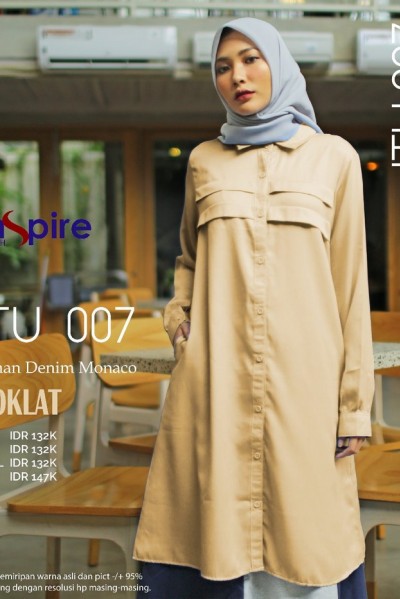 spire
TU 007
an Denim Monaco
OKLAT
IDR 132K
IDR 132K
L IDR 132K
IDR 147K
emiripan warna asli dan pict -/+ 95%
ng dengan resolusi hp masing-masing.